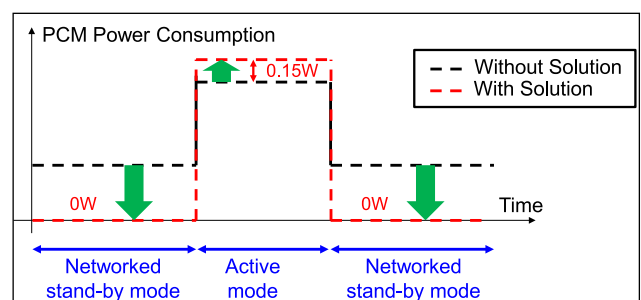 PCM Power Consumption
0.15W
Without Solution
With Solution
0W
0W
Time
Networked
stand-by mode
Active
mode
Networked
stand-by mode